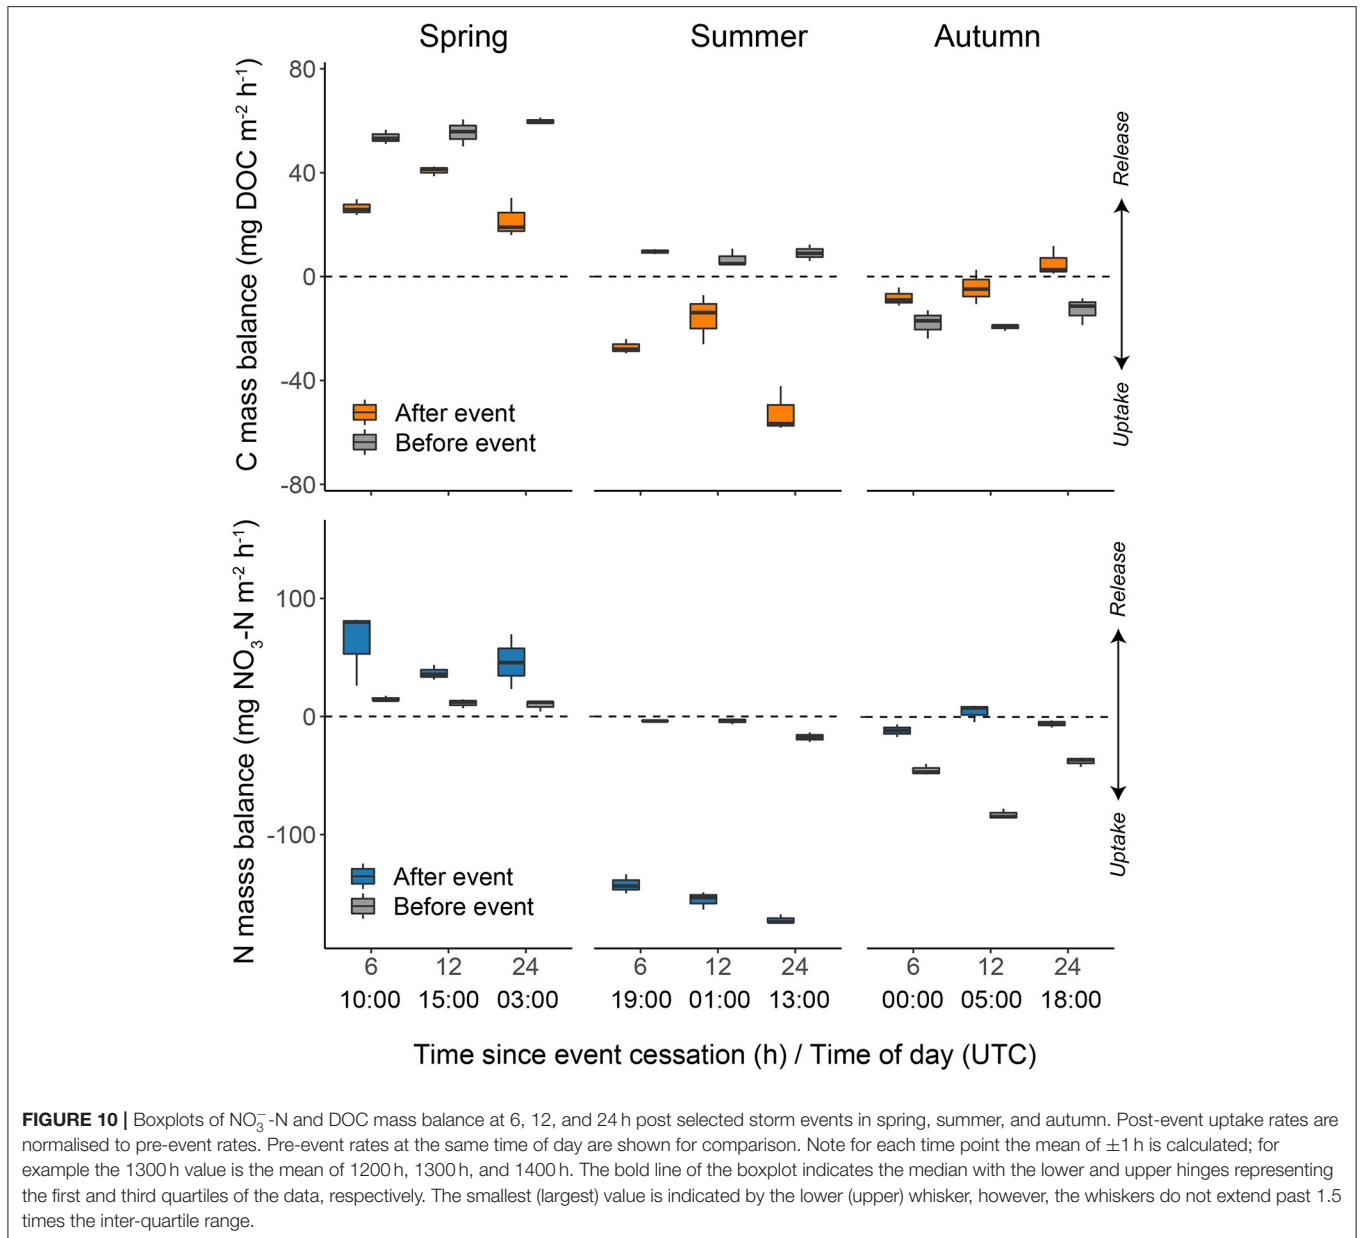 Spring Summer Autumn
C mass balance (mg DOC m-2 h-1)
80
40
0
-40
-80
After event
Before event
Release
Uptake
N masss balance (mg NO3-N m-2 h-1)
100
0
-100
After event
Before event
Release
Uptake
6 12 24 6 12 24 6 12 24
10:00 15:00 03:00 19:00 01:00 13:00 00:00 05:00 18:00
Time since event cessation (h) / Time of day (UTC)
FIGURE 10 | Boxplots of NO3−-N and DOC mass balance at 6, 12, and 24 h post selected storm events in spring, summer, and autumn. Post-event uptake rates are
normalised to pre-event rates. Pre-event rates at the same time of day are shown for comparison. Note for each time point the mean of ±1 h is calculated; for
example the 1300 h value is the mean of 1200 h, 1300 h, and 1400 h. The bold line of the boxplot indicates the median with the lower and upper hinges representing
the first and third quartiles of the data, respectively. The smallest (largest) value is indicated by the lower (upper) whisker, however, the whiskers do not extend past 1.5
times the inter-quartile range.